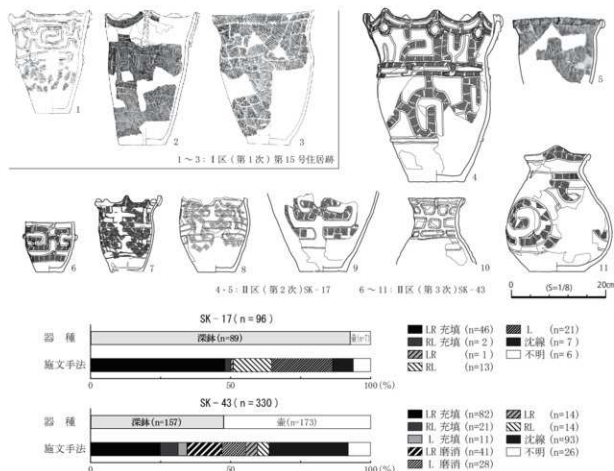 1
2
3
1～3：Ⅰ区(第1次)第15号住居跡
4
5
6
7
8
9
10
11
4・5：Ⅱ区(第2次)SK-17
6～11：Ⅱ区(第3次)SK-43
0 (S=1/8) 20cm
SK-17(n=96)
器種
深鉢(n=89)
壺(n=7)
施文手法
0 50 100(%)
LR 充填(n=46)
RL 充填(n=2)
LR (n=1)
RL (n=13)
L (n=21)
沈線(n=7)
不明(n=6)
SK-43(n=330)
器種
深鉢(n=157)
壺(n=173)
施文手法
0 50 100(%)
LR 充填(n=82)
RL 充填(n=25)
L 充填(n=11)
LR 磨消(n=41)
L (n=28)
LR (n=14)
RL (n=14)
沈線(n=93)
不明(n=26)